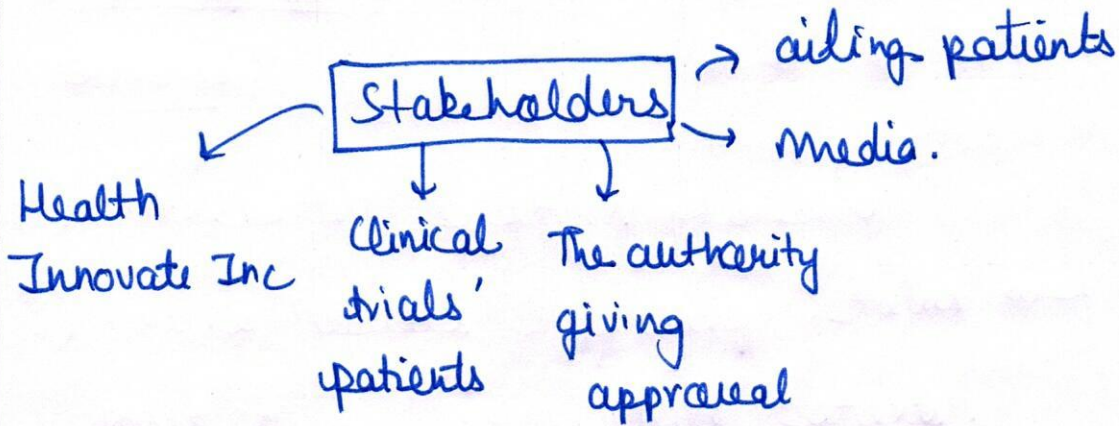 Stakeholders
ailing patients
media.
Health
Innovate Inc
Clinical
trials'
patients
The authority
giving
approval